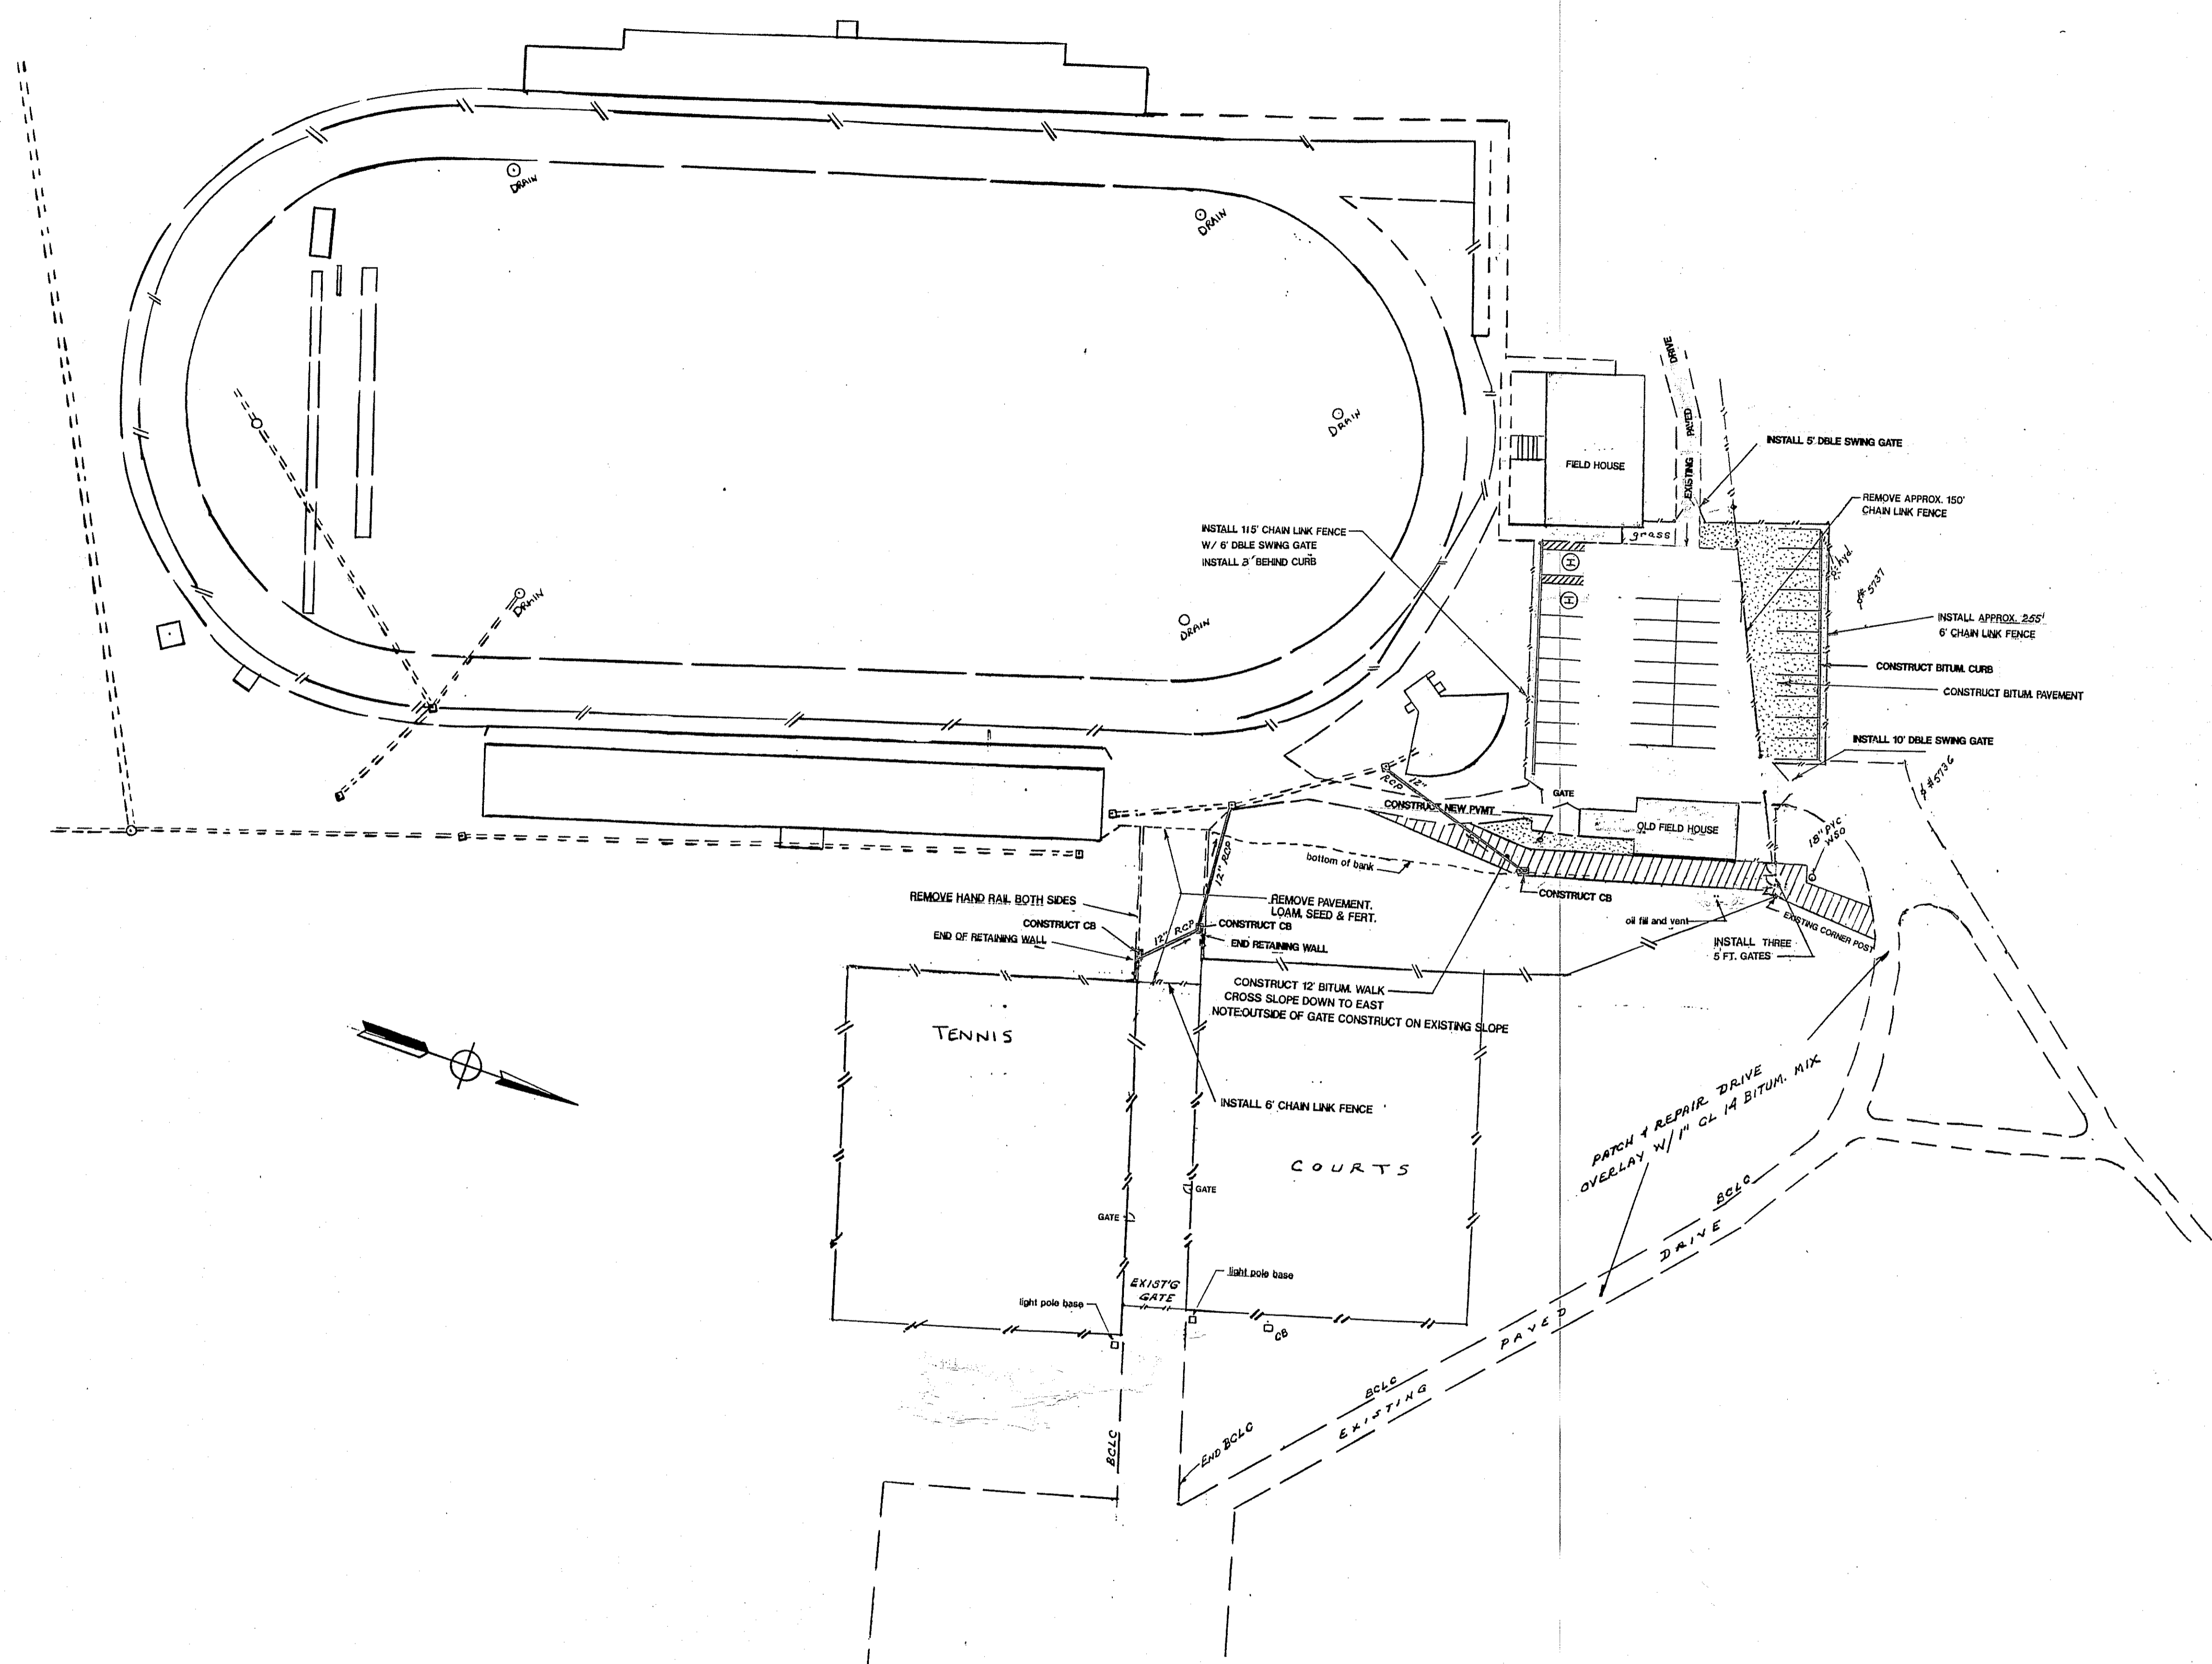 DRAIN
DRAIN
DRAIN
DRAIN
DRAIN
EXISTING PAVED DRIVE
INSTALL 5' DBLE SWING GATE
FIELD HOUSE
REMOVE APPROX. 150'
CHAIN LINK FENCE
INSTALL 115' CHAIN LINK FENCE
W/ 6' DBLE SWING GATE
INSTALL 3' BEHIND CURB
grass
H
H
hyd.
#5737
INSTALL APPROX. 255'
6' CHAIN LINK FENCE
CONSTRUCT BITUM. CURB
CONSTRUCT BITUM. PAVEMENT
INSTALL 10' DBLE SWING GATE
#5736
12"
RCP
GATE
CONSTRUCT NEW PVMT
OLD FIELD HOUSE
18" PVC
WSO
bottom of bank
12" RCP
REMOVE HAND RAIL BOTH SIDES
REMOVE PAVEMENT.
LOAM, SEED & FERT.
CONSTRUCT CB
CONSTRUCT CB
CONSTRUCT CB
12" RCP
END OF RETAINING WALL
END RETAINING WALL
oil fill and vent
EXISTING CORNER POST
INSTALL THREE
5 FT. GATES
CONSTRUCT 12' BITUM. WALK
CROSS SLOPE DOWN TO EAST
NOTE:OUTSIDE OF GATE CONSTRUCT ON EXISTING SLOPE
TENNIS
COURTS
INSTALL 6' CHAIN LINK FENCE
PATCH & REPAIR DRIVE
OVERLAY W/1" CL 14 BITUM. MIX
GATE
GATE
BCLC
EXIST'G
GATE
light pole base
light pole base
CB
EXISTING PAVED DRIVE
BCLC
BCLC
END BCLC